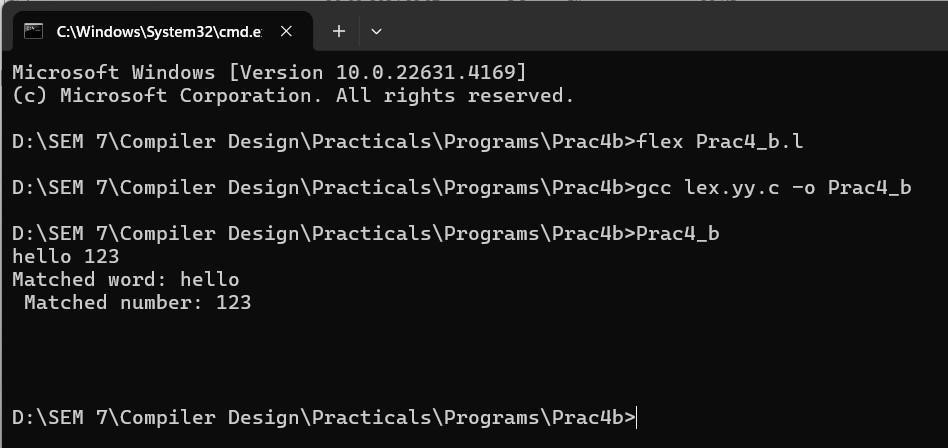 C:\Windows\System32\cmd.e
Microsoft Windows [Version 10.0.22631.4169]
(c) Microsoft Corporation. All rights reserved.
D:\SEM 7\Compiler Design\Practicals\Programs\Prac4b>flex Prac4_b.l
D:\SEM 7\Compiler Design\Practicals\Programs\Prac4b>gcc lex.yy.c -o Prac4_b
D:\SEM 7\Compiler Design\Practicals\Programs\Prac4b>Prac4_b
hello 123
Matched word: hello
 Matched number: 123
D:\SEM 7\Compiler Design\Practicals\Programs\Prac4b>